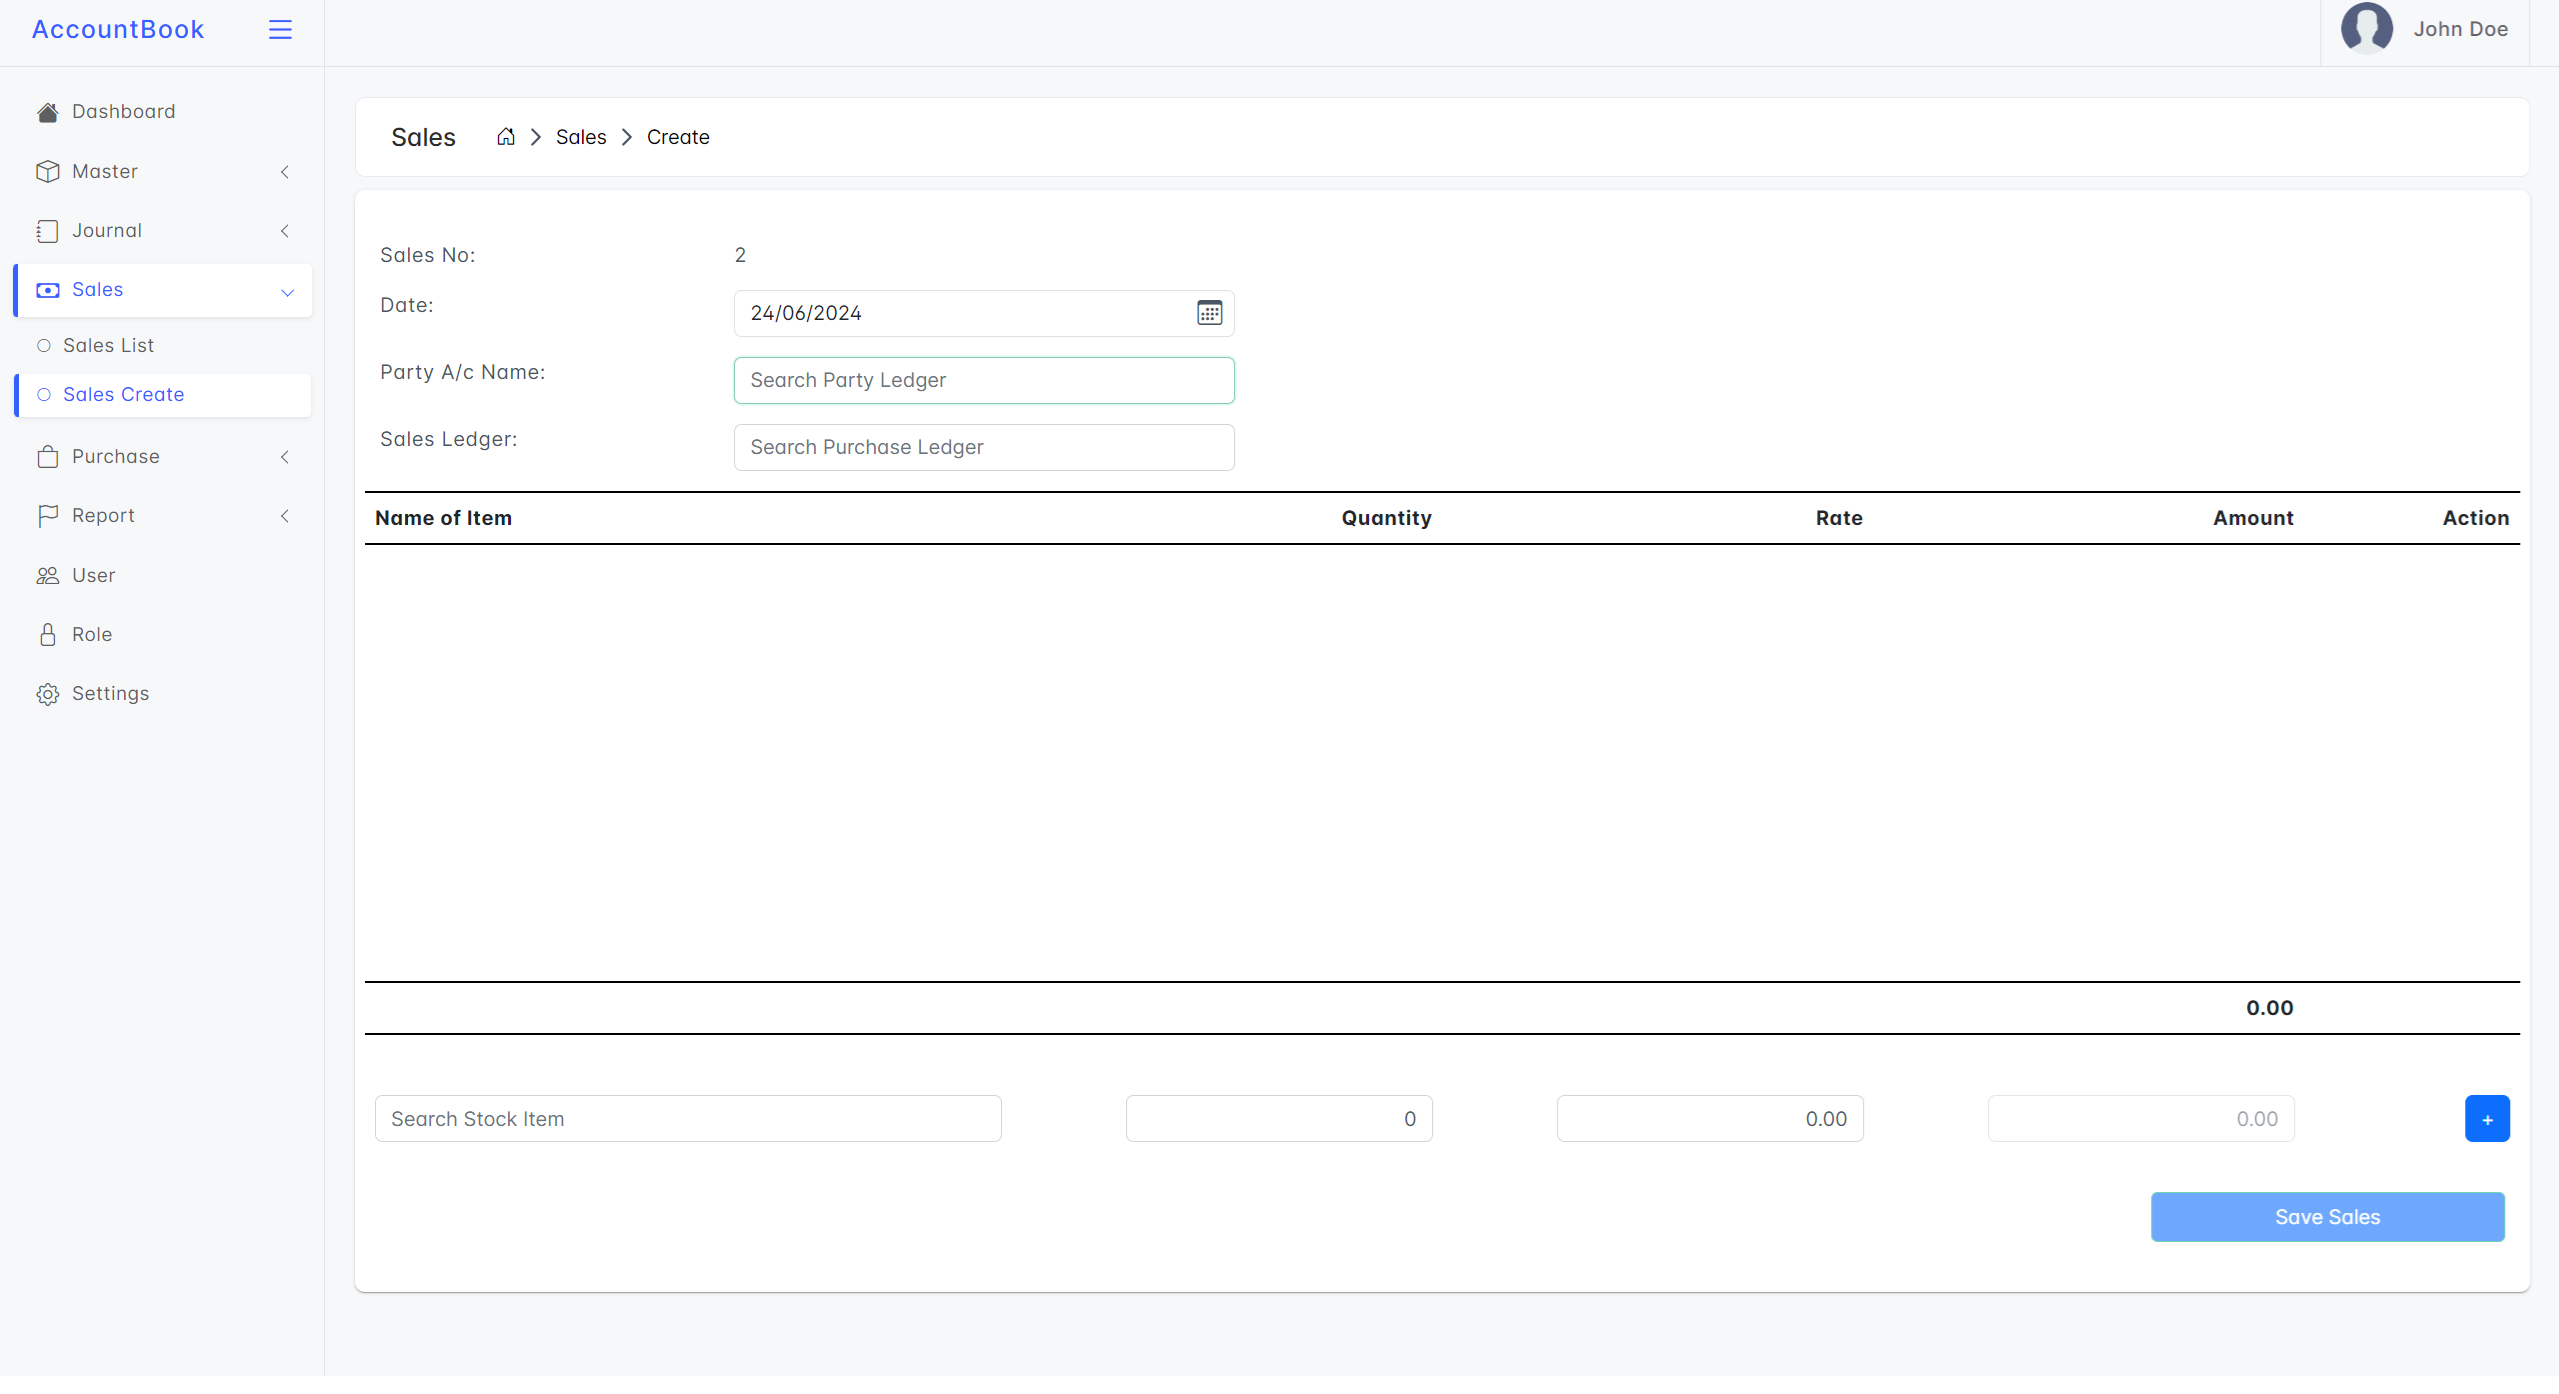 AccountBook
John Doe
Dashboard
Master
Journal
Sales
Sales List
Sales Create
Purchase
Report
User
Role
Settings
Sales Sales Create
Sales No: 2
Date: 24/06/2024
Party A/c Name: Search Party Ledger
Sales Ledger: Search Purchase Ledger
Name of Item Quantity Rate Amount Action
0.00
Search Stock Item 0 0.00 0.00 +
Save Sales